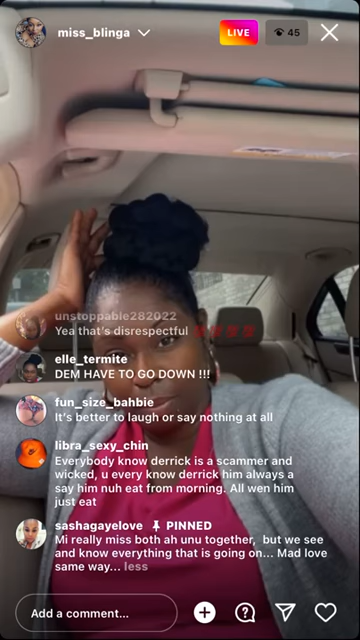 miss_blinga
LIVE
45
unstoppable282022
Yea that's disrespectful
elle_termite
DEM HAVE TO GO DOWN !!!
fun_size_bahbie
It's better to laugh or say nothing at all
libra_sexy_chin
Everybody know derrick is a scammer and
wicked, u every know derrick him always a
say him nuh eat from morning. All wen him
just eat
sashagayelove PINNED
Mi really miss both ah unu together, but we see
and know everything that is going on... Mad love
same way... less
Add a comment...